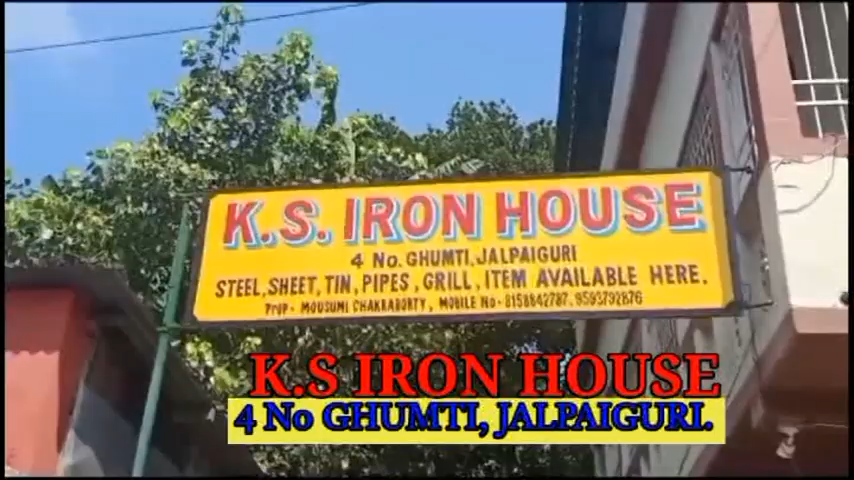 K.S. IRON HOUSE
4 NO. GHUMTI, JALPAIGURI
STEEL, SHEET, TIN, PIPES, GRILL, ITEM AVAILABLE HERE.
PROP- MOUSUMI CHAKRABORTY, MOBILE NO- 8158842787, 9593792876
K.S IRON HOUSE
4 No GHUMTI, JALPAIGURI.